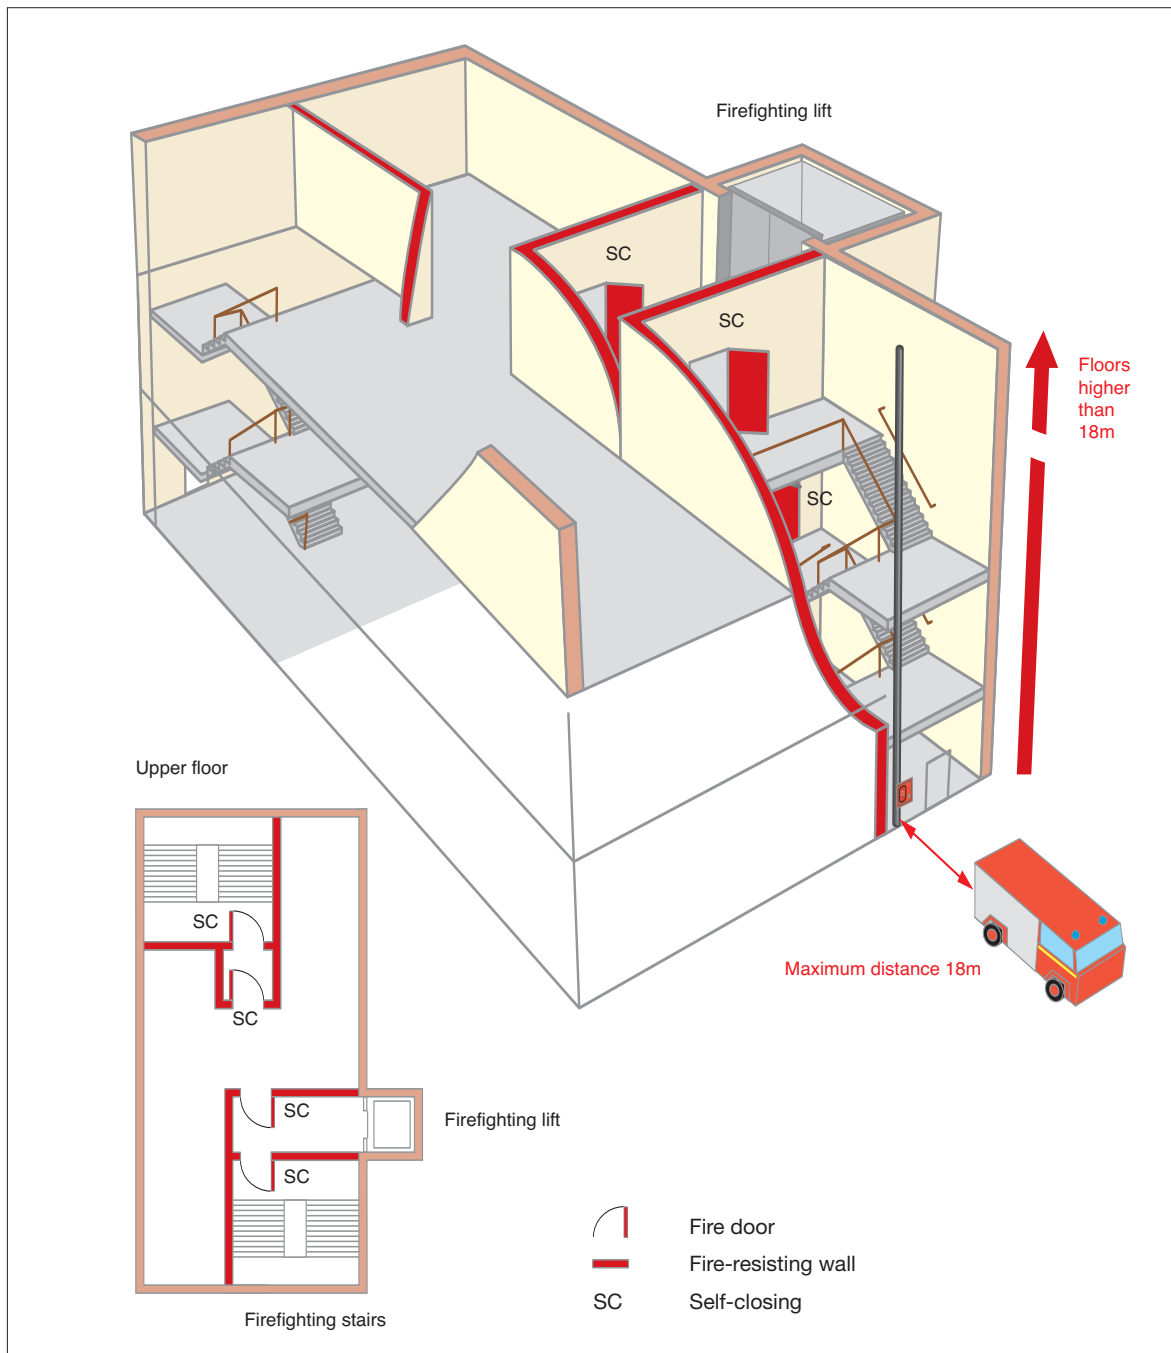 Firefighting lift
SC
SC
Floors
higher
than
18m
SC
Upper floor
Maximum distance 18m
SC
SC
SC
Firefighting lift
SC
Fire door
Fire-resisting wall
SC Self-closing
Firefighting stairs